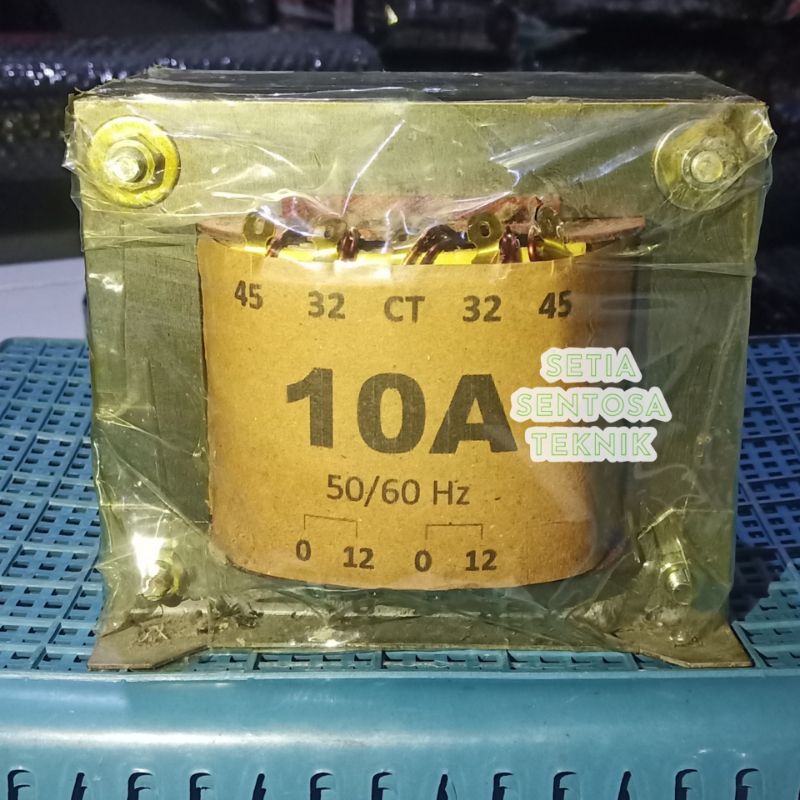 45 32 CT 32 45
10A
SETIA
SENTOSA
TEKNIK
50/60 Hz
0 12 0 12